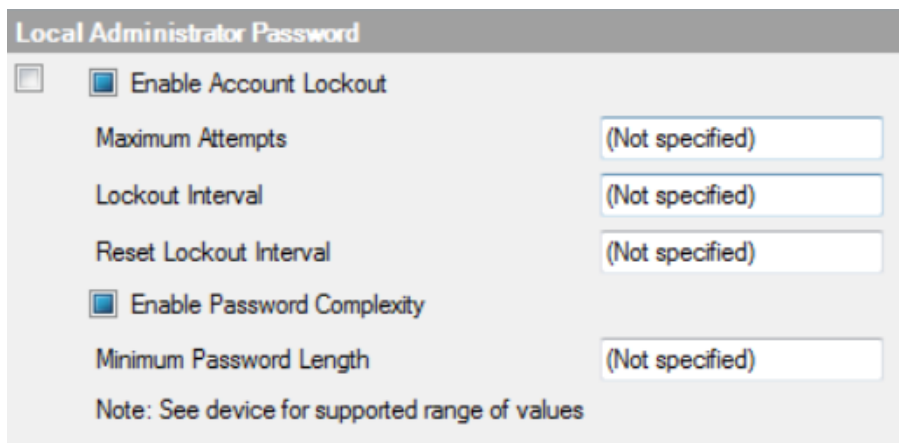 Local Administrator Password
Enable Account Lockout
Maximum Attempts (Not specified)
Lockout Interval (Not specified)
Reset Lockout Interval (Not specified)
Enable Password Complexity
Minimum Password Length (Not specified)
Note: See device for supported range of values